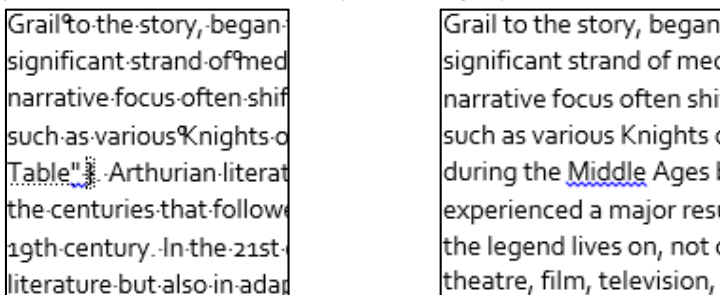 Grail°to·the·story,·began·
significant·strand·of°med
narrative·focus·often·shif
such·as·various°Knights·o
Table"·.·Arthurian·literat
the·centuries·that·followe
19th·century.·In·the·21st·
literature·but·also·in·adap
Grail to the story, began
significant strand of med
narrative focus often shi
such as various Knights o
during the Middle Ages b
experienced a major resu
the legend lives on, not o
theatre, film, television,